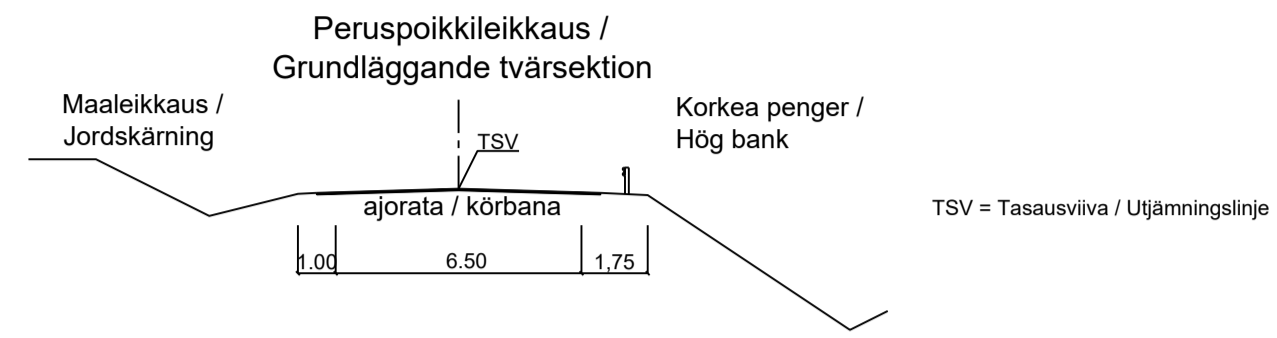 Peruspoikkileikkaus /
Grundläggande tvärsektion
Maaleikkaus /
Jordskärning
Korkea penger /
Hög bank
TSV
ajorata / körbana
TSV = Tasausviiva / Utjämningslinje
1.00 6.50 1,75